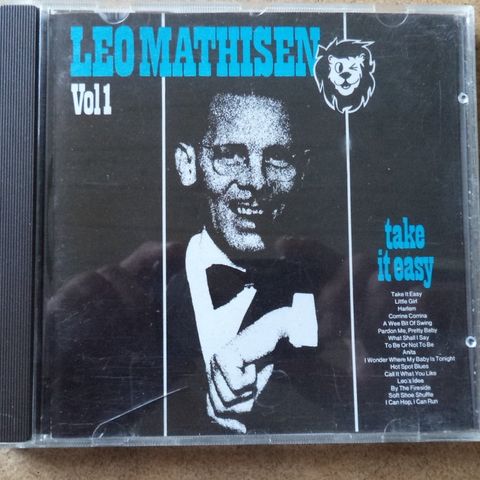 LEO MATHISEN
Vol 1
take
it easy
Take It Easy
Little Girl
Harlem
Corrine Corrina
A Wee Bit Of Swing
Pardon Me, Pretty Baby
What Shall I Say
To Be Or Not To Be
Anita
I Wonder Where My Baby Is Tonight
Hot Spot Blues
Call It What You Like
Leo's Idea
By The Fireside
Soft Shoe Shuffle
I Can Hop, I Can Run